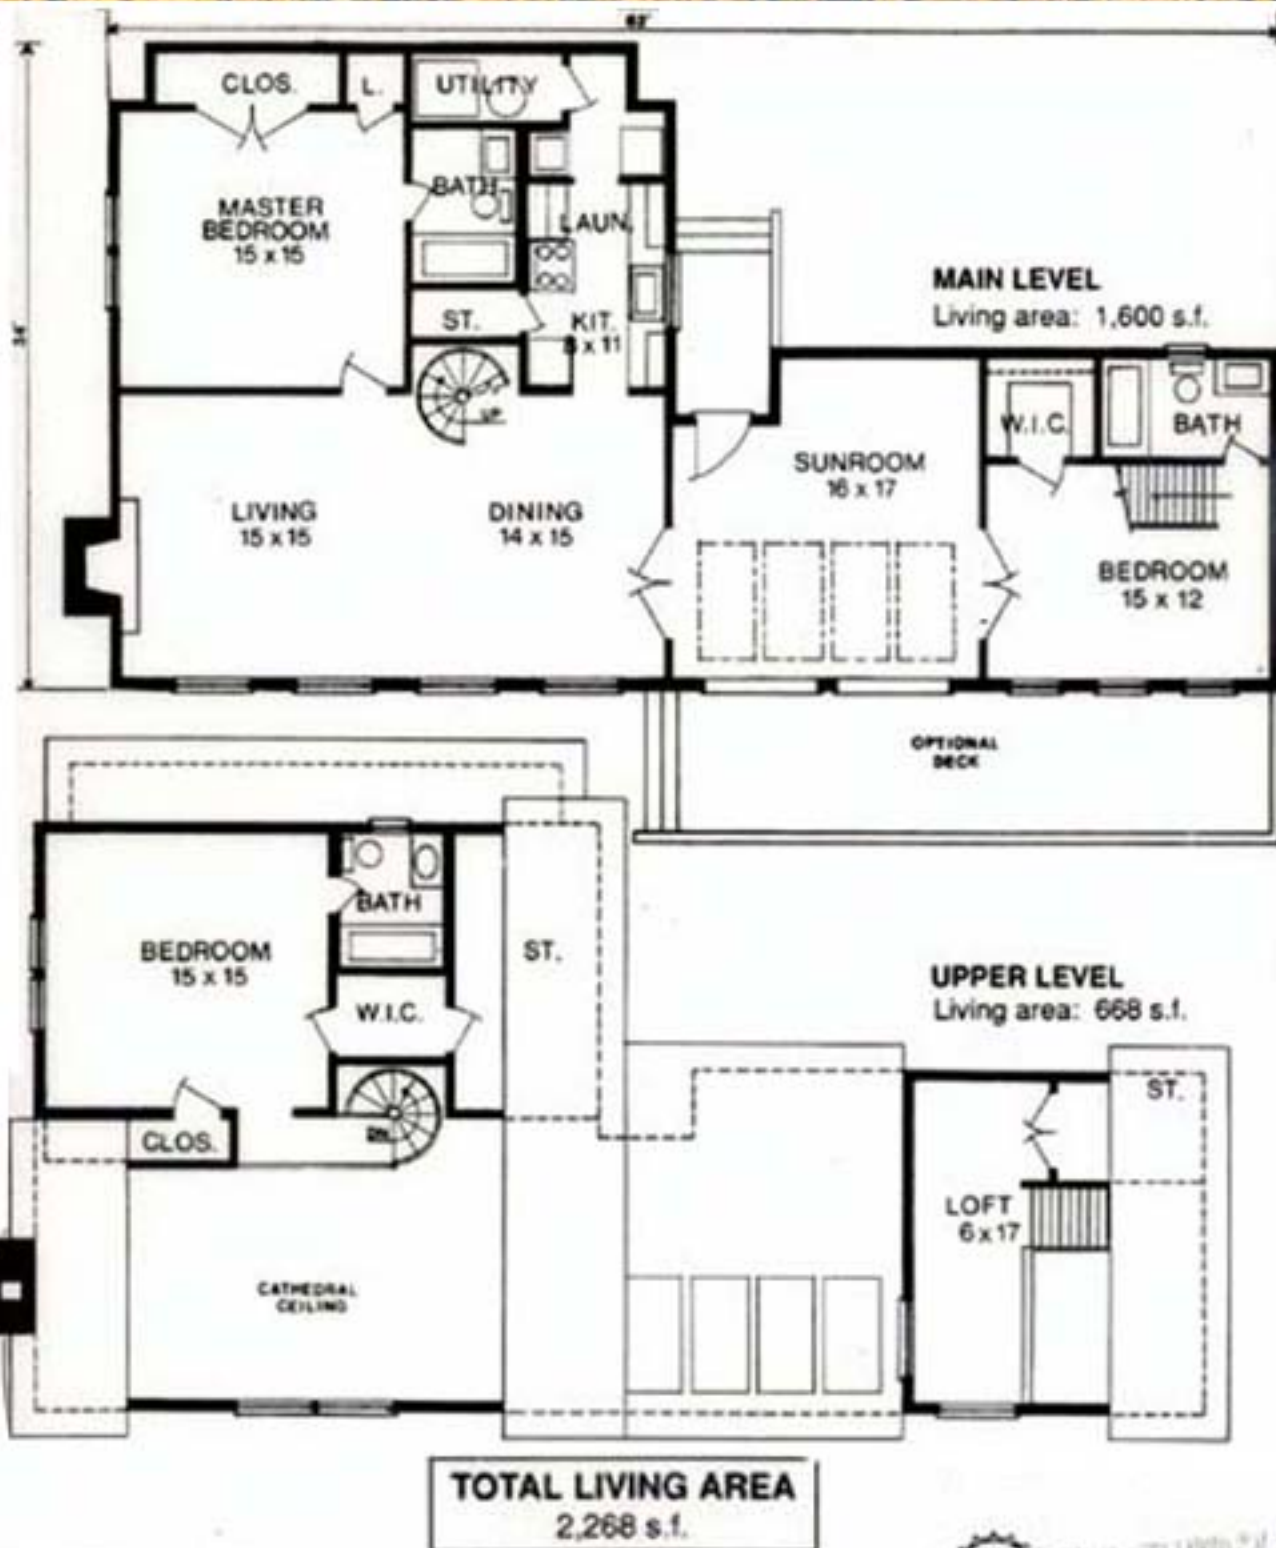 63'
CLOS.
L.
UTILITY
BATH
MASTER
BEDROOM
15 x 15
LAUN.
34'
ST.
KIT.
8 x 11
UP
MAIN LEVEL
Living area: 1,600 s.f.
W.I.C.
BATH
SUNROOM
16 x 17
LIVING
15 x 15
DINING
14 x 15
BEDROOM
15 x 12
OPTIONAL
DECK
BATH
BEDROOM
15 x 15
ST.
W.I.C.
UPPER LEVEL
Living area: 668 s.f.
CLOS.
DN.
ST.
LOFT
6 x 17
CATHEDRAL
CEILING
TOTAL LIVING AREA
2,268 s.f.